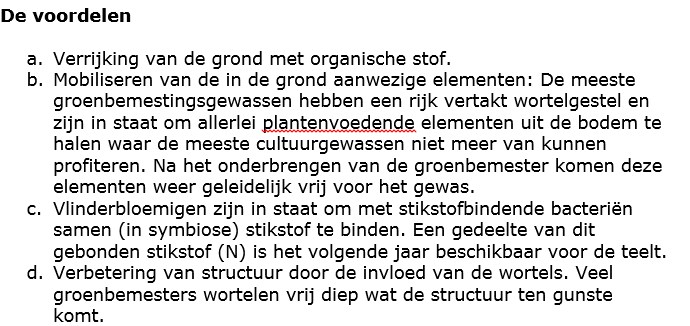 De voordelen
a. Verrijking van de grond met organische stof.
b. Mobiliseren van de in de grond aanwezige elementen: De meeste
groenbemestingsgewassen hebben een rijk vertakt wortelgestel en
zijn in staat om allerlei plantenvoedende elementen uit de bodem te
halen waar de meeste cultuurgewassen niet meer van kunnen
profiteren. Na het onderbrengen van de groenbemester komen deze
elementen weer geleidelijk vrij voor het gewas.
c. Vlinderbloemigen zijn in staat om met stikstofbindende bacteriën
samen (in symbiose) stikstof te binden. Een gedeelte van dit
gebonden stikstof (N) is het volgende jaar beschikbaar voor de teelt.
d. Verbetering van structuur door de invloed van de wortels. Veel
groenbemesters wortelen vrij diep wat de structuur ten gunste
komt.